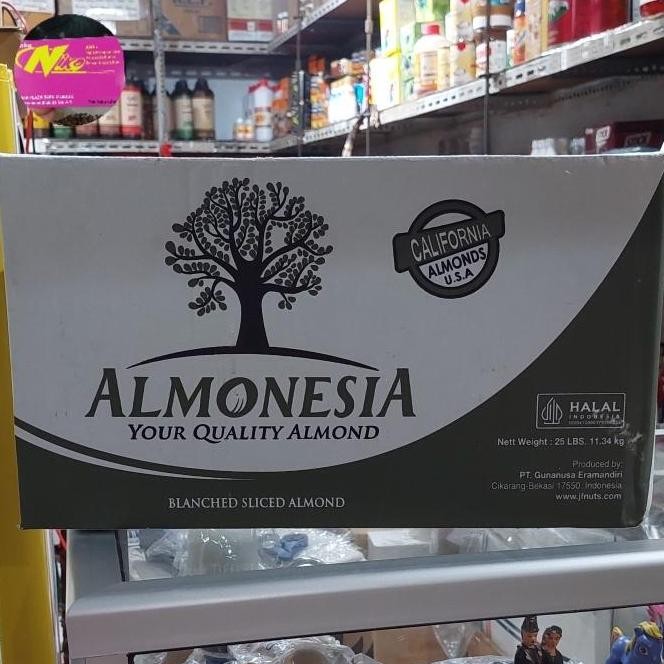 Nik
CALIFORNIA
ALMONDS
U.S.A
ALMONESIA
YOUR QUALITY ALMOND
HALAL
INDONESIA
Nett Weight : 25 LBS. 11.34 kg
Produced by:
PT. Gunanusa Eramandiri
Cikarang-Bekasi 17550. Indonesia
www.jfnuts.com
BLANCHED SLICED ALMOND